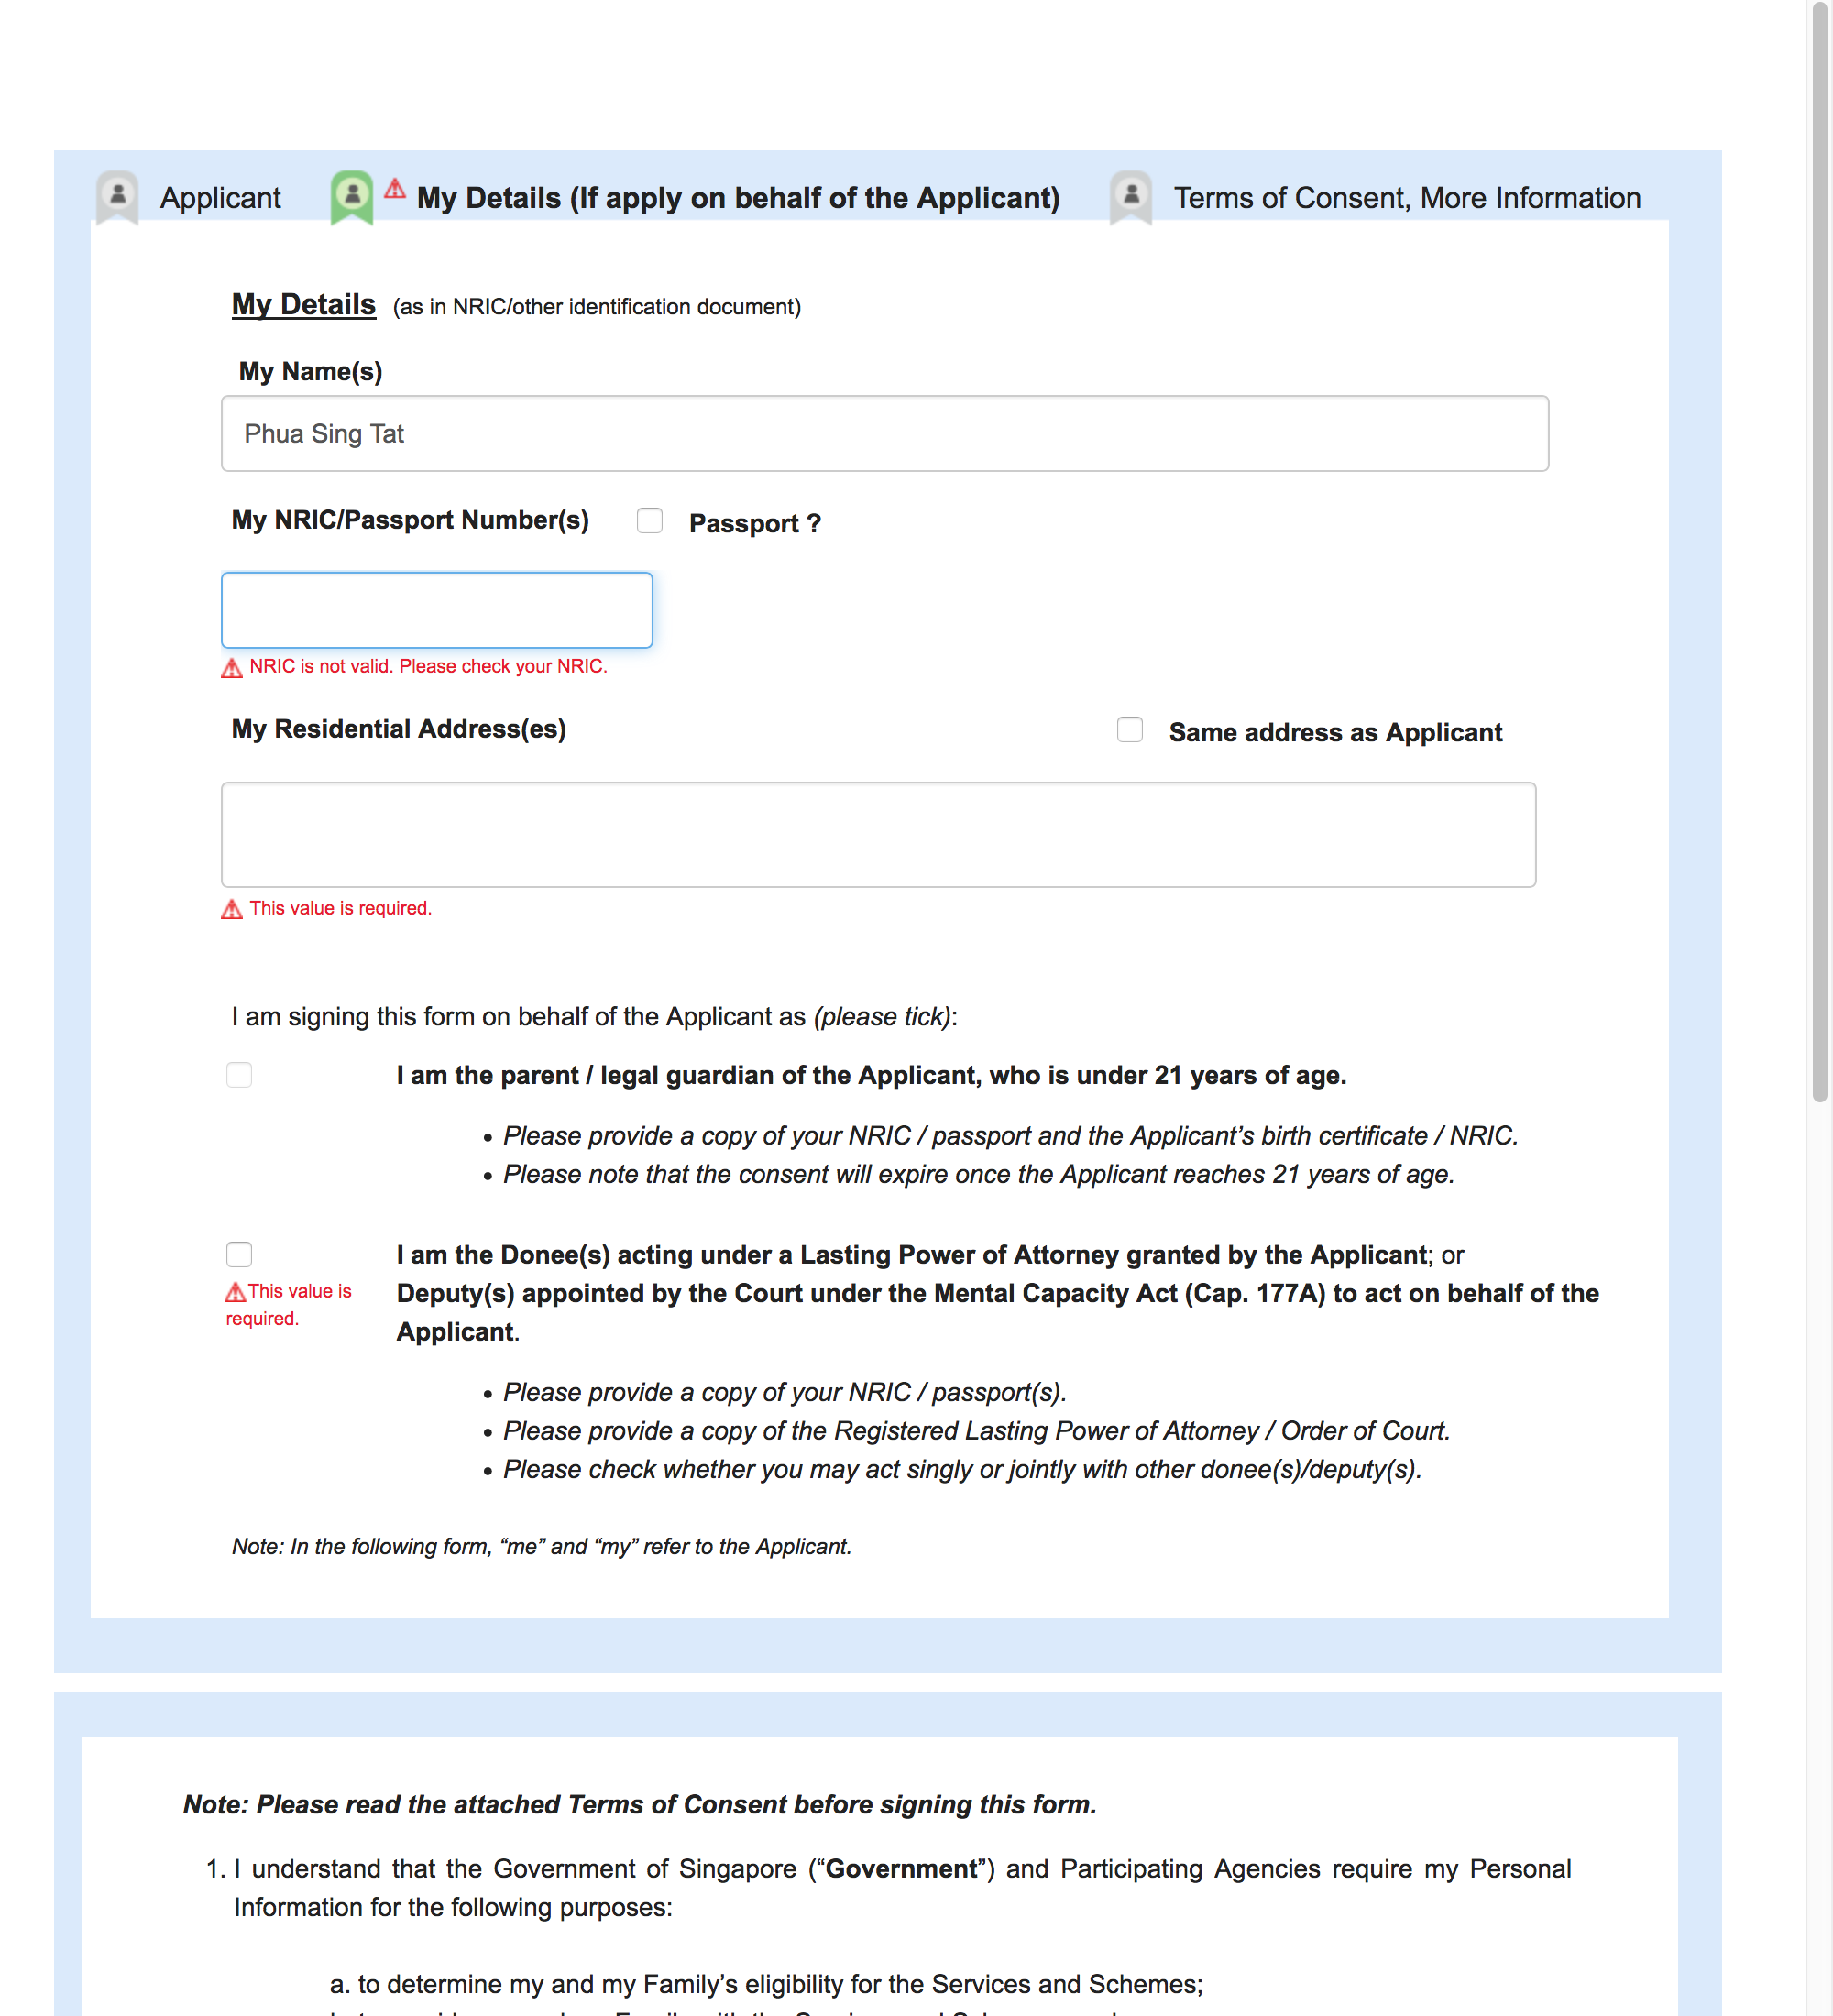 Applicant
My Details (If apply on behalf of the Applicant)
Terms of Consent, More Information
My Details (as in NRIC/other identification document)
My Name(s)
Phua Sing Tat
My NRIC/Passport Number(s) Passport ?
NRIC is not valid. Please check your NRIC.
My Residential Address(es) Same address as Applicant
This value is required.
I am signing this form on behalf of the Applicant as (please tick):
I am the parent / legal guardian of the Applicant, who is under 21 years of age.
• Please provide a copy of your NRIC / passport and the Applicant’s birth certificate / NRIC.
• Please note that the consent will expire once the Applicant reaches 21 years of age.
This value is
required.
I am the Donee(s) acting under a Lasting Power of Attorney granted by the Applicant; or
Deputy(s) appointed by the Court under the Mental Capacity Act (Cap. 177A) to act on behalf of the
Applicant.
• Please provide a copy of your NRIC / passport(s).
• Please provide a copy of the Registered Lasting Power of Attorney / Order of Court.
• Please check whether you may act singly or jointly with other donee(s)/deputy(s).
Note: In the following form, “me” and “my” refer to the Applicant.
Note: Please read the attached Terms of Consent before signing this form.
1. I understand that the Government of Singapore (“Government”) and Participating Agencies require my Personal
Information for the following purposes:
a. to determine my and my Family’s eligibility for the Services and Schemes;